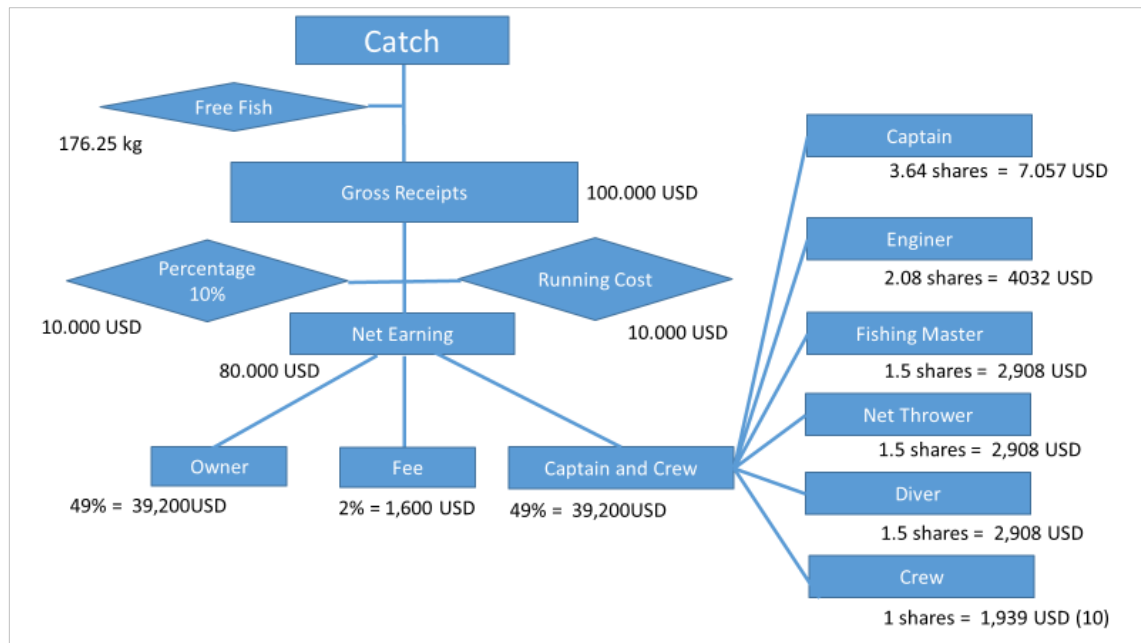 Catch
Free Fish
176.25 kg
Gross Receipts
100.000 USD
Percentage
10%
10.000 USD
Running Cost
10.000 USD
Net Earning
80.000 USD
Owner
49% = 39,200USD
Fee
2% = 1,600 USD
Captain and Crew
49% = 39,200USD
Captain
3.64 shares = 7.057 USD
Enginer
2.08 shares = 4032 USD
Fishing Master
1.5 shares = 2,908 USD
Net Thrower
1.5 shares = 2,908 USD
Diver
1.5 shares = 2,908 USD
Crew
1 shares = 1,939 USD (10)